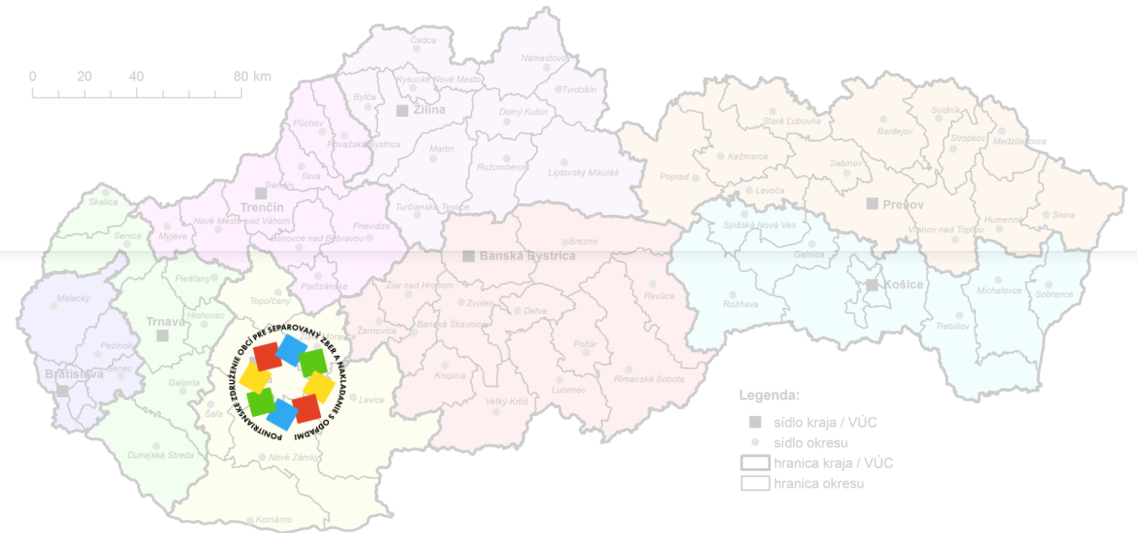 0 20 40 80 km
Čadca
Námestovo
Kysucké Nové Mesto
Tvrdošín
Bytča
Žilina
Dolný Kubín
Svidník
Stará Ľubovňa
Bardejov
Stropkov
Medzilaborce
Púchov
Považská Bystrica
Martin
Ružomberok
Liptovský Mikuláš
Kežmarok
Sabinov
Ilava
Poprad
Trenčín
Trenčín
Levoča
Prešov
Skalica
Turčianske Teplice
Nové Mesto nad Váhom
Myjava
Prievidza
Bánovce nad Bebravou
Senica
Spišská Nová Ves
Humenné
Snina
Vranov nad Topľou
Brezno
Banská Bystrica
Gelnica
Košice
Piešťany
Partizánske
Žiar nad Hronom
Michalovce
Sobrance
Malacky
Topoľčany
Zvolen
Revúca
Rožňava
Hlohovec
Detva
Trebišov
Trnava
Žarnovica
Banská Štiavnica
Pezinok
Poltár
Senec
Bratislava
Galanta
Krupina
Rimavská Sobota
Lučenec
Levice
Šaľa
Veľký Krtíš
Dunajská Streda
Nové Zámky
Komárno
PONITRIANSKE ZDRUŽENIE OBCÍ PRE SEPAROVANÝ ZBER A NAKLADANIE S ODPADMI
Legenda:
sídlo kraja / VÚC
sídlo okresu
hranica kraja / VÚC
hranica okresu